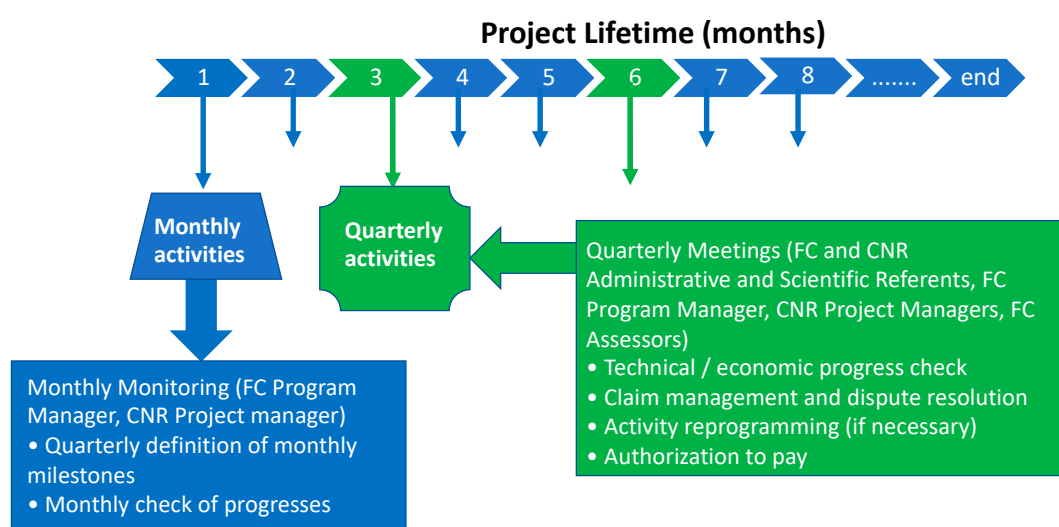 Project Lifetime (months)
1 2 3 4 5 6 7 8 ....... end
Monthly
activities
Quarterly
activities
Quarterly Meetings (FC and CNR
Administrative and Scientific Referents, FC
Program Manager, CNR Project Managers, FC
Assessors)
• Technical / economic progress check
• Claim management and dispute resolution
• Activity reprogramming (if necessary)
• Authorization to pay
Monthly Monitoring (FC Program
Manager, CNR Project manager)
• Quarterly definition of monthly
milestones
• Monthly check of progresses